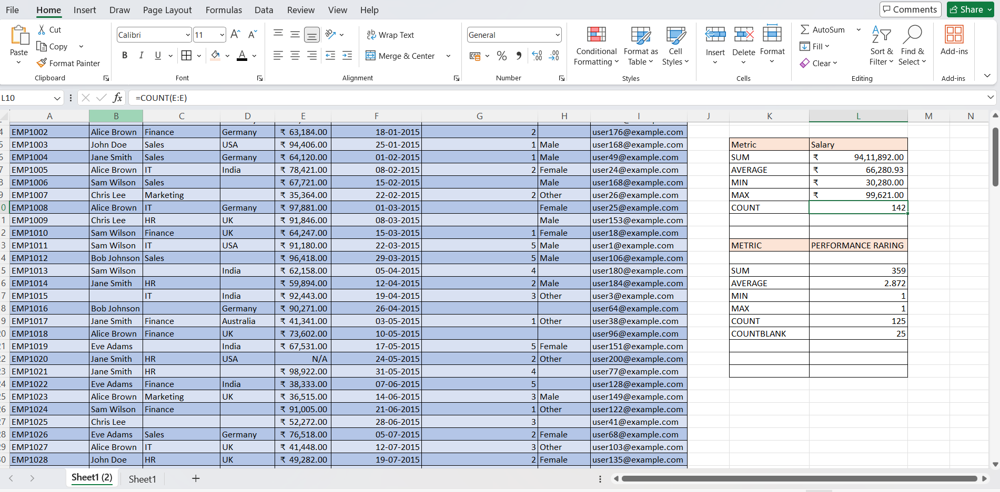 File Home Insert Draw Page Layout Formulas Data Review View Help Comments Share
Paste Cut Copy Format Painter Clipboard
Calibri 11 B I U A Font
Wrap Text Merge & Center Alignment
General % Number
Conditional Formatting Format as Table Cell Styles Styles
Insert Delete Format Cells
AutoSum Fill Clear Sort & Filter Find & Select Editing
Add-ins Add-ins
L10 fx =COUNT(E:E)
A B C D E F G H I J K L M N
4 EMP1002 Alice Brown Finance Germany ₹ 63,184.00 18-01-2015 2 user176@example.com
5 EMP1003 John Doe Sales USA ₹ 94,406.00 25-01-2015 1 Male user168@example.com Metric Salary
6 EMP1004 Jane Smith Sales Germany ₹ 64,120.00 01-02-2015 1 Male user49@example.com SUM ₹ 94,11,892.00
7 EMP1005 Alice Brown IT India ₹ 78,421.00 08-02-2015 2 Female user24@example.com AVERAGE ₹ 66,280.93
8 EMP1006 Sam Wilson Sales ₹ 67,721.00 15-02-2015 Male user168@example.com MIN ₹ 30,280.00
9 EMP1007 Chris Lee Marketing ₹ 35,364.00 22-02-2015 2 Other user26@example.com MAX ₹ 99,621.00
0 EMP1008 Alice Brown IT Germany ₹ 97,881.00 01-03-2015 Female user25@example.com COUNT 142
1 EMP1009 Chris Lee HR UK ₹ 91,846.00 08-03-2015 Male user153@example.com
2 EMP1010 Sam Wilson Finance UK ₹ 64,247.00 15-03-2015 1 Female user18@example.com
3 EMP1011 Sam Wilson IT USA ₹ 91,180.00 22-03-2015 5 Male user1@example.com METRIC PERFORMANCE RARING
4 EMP1012 Bob Johnson Sales ₹ 96,418.00 29-03-2015 5 Male user106@example.com
5 EMP1013 Sam Wilson India ₹ 62,158.00 05-04-2015 4 user180@example.com SUM 359
6 EMP1014 Jane Smith HR ₹ 59,894.00 12-04-2015 2 Male user184@example.com AVERAGE 2.872
7 EMP1015 IT India ₹ 92,443.00 19-04-2015 3 Other user3@example.com MIN 1
8 EMP1016 Bob Johnson Germany ₹ 90,271.00 26-04-2015 user64@example.com MAX 1
9 EMP1017 Jane Smith Finance Australia ₹ 41,341.00 03-05-2015 1 Other user38@example.com COUNT 125
20 EMP1018 Alice Brown Finance UK ₹ 73,602.00 10-05-2015 user96@example.com COUNTBLANK 25
21 EMP1019 Eve Adams India ₹ 67,531.00 17-05-2015 5 Female user151@example.com
22 EMP1020 Jane Smith HR USA N/A 24-05-2015 2 Other user200@example.com
23 EMP1021 Jane Smith HR ₹ 98,922.00 31-05-2015 4 user77@example.com
24 EMP1022 Eve Adams Finance India ₹ 38,333.00 07-06-2015 5 user128@example.com
25 EMP1023 Alice Brown Marketing UK ₹ 36,515.00 14-06-2015 3 Male user149@example.com
26 EMP1024 Sam Wilson Finance ₹ 91,005.00 21-06-2015 1 Other user122@example.com
27 EMP1025 Chris Lee ₹ 52,272.00 28-06-2015 3 user41@example.com
28 EMP1026 Eve Adams Sales Germany ₹ 76,518.00 05-07-2015 2 Female user68@example.com
29 EMP1027 Alice Brown IT UK ₹ 41,448.00 12-07-2015 3 Other user103@example.com
30 EMP1028 John Doe HR UK ₹ 49,282.00 19-07-2015 2 Female user135@example.com
Sheet1 (2) Sheet1 +